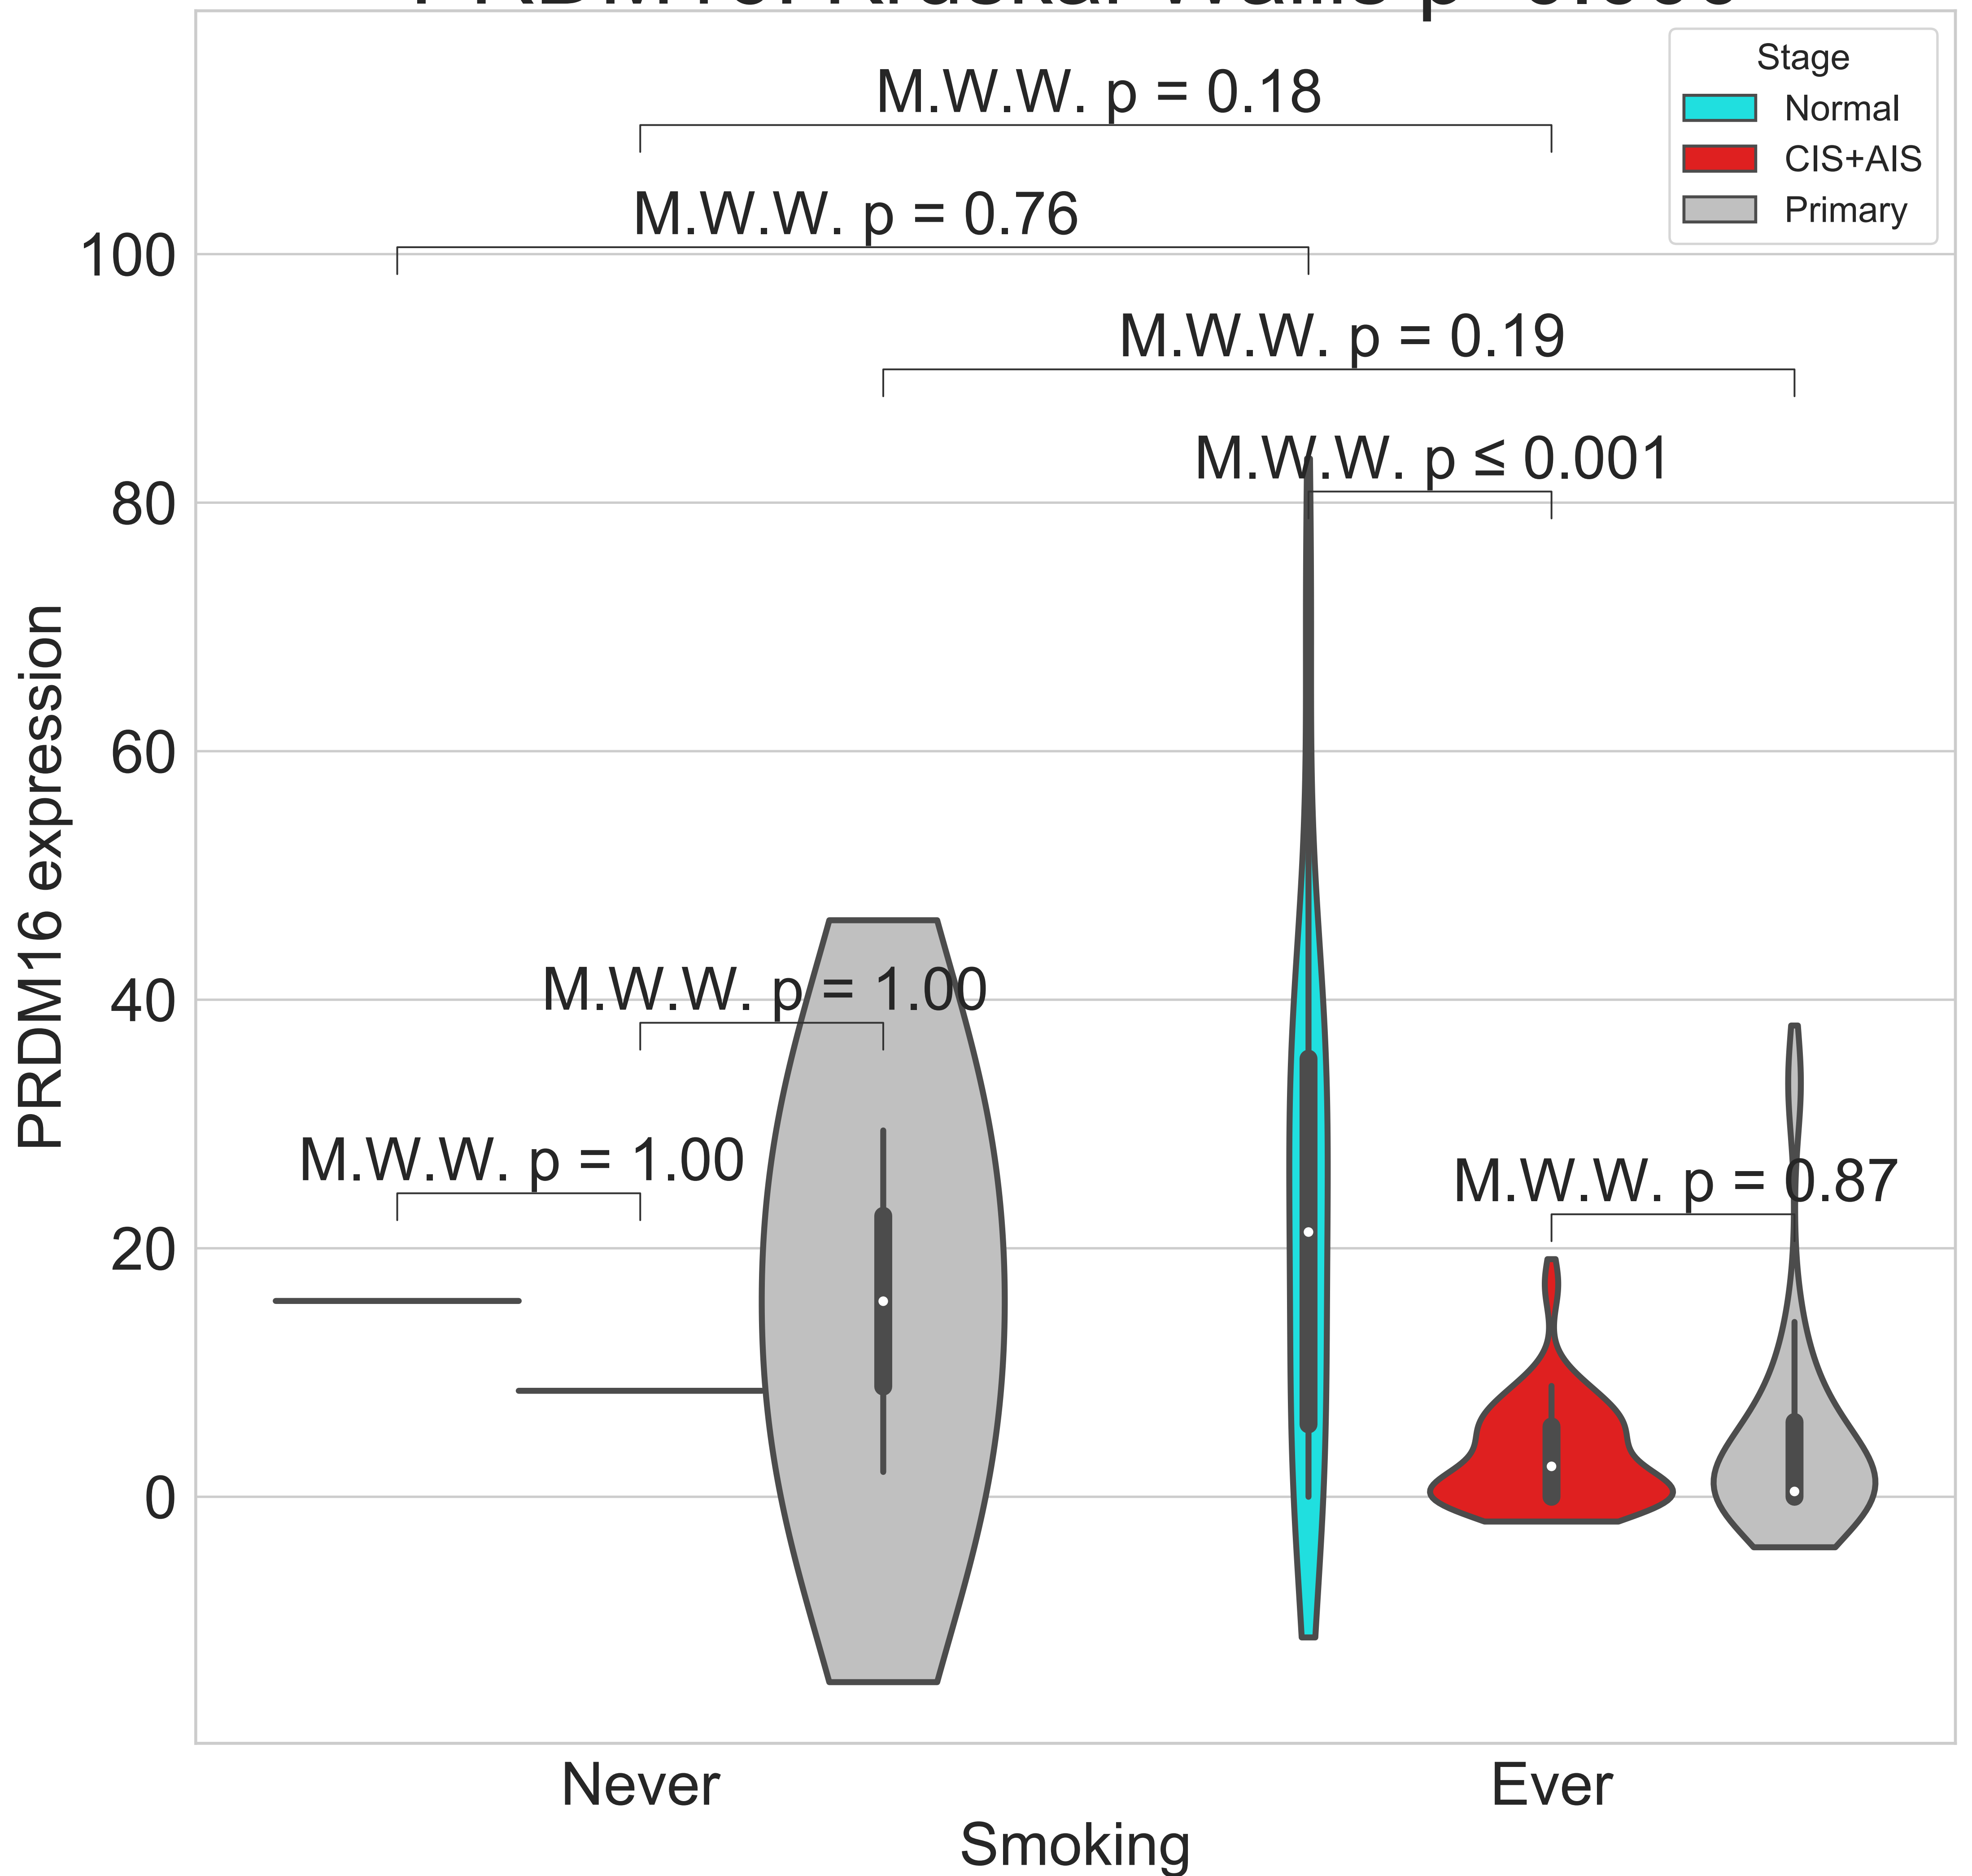 Stage
Normal
CIS+AIS
Primary
M.W.W. p = 0.18
M.W.W. p = 0.76
M.W.W. p = 0.19
M.W.W. p ≤ 0.001
M.W.W. p = 1.00
M.W.W. p = 1.00
M.W.W. p = 0.87
100
80
60
40
20
0
PRDM16 expression
Never
Ever
Smoking